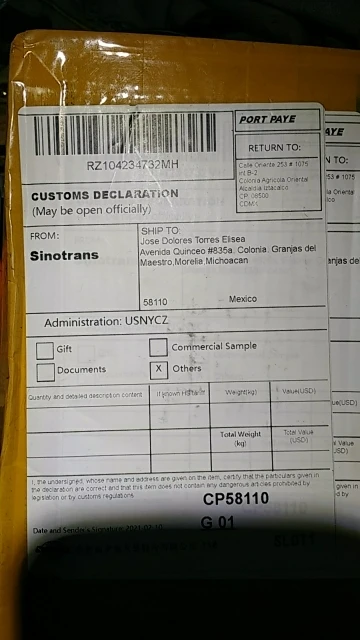 PORT PAYE
RETURN TO:
Calle Oriente 253 # 1075
int B-2
Colonia Agricola Oriental
Alcaldia Iztacalco
CP. 08500
CDMX,
RZ104234732MH
CUSTOMS DECLARATION
(May be open officially)
FROM:
Sinotrans
SHIP TO:
Jose Dolores Torres Elisea
Avenida Quinceo #835a. Colonia. Granjas del
Maestro,Morelia,Michoacan
58110 Mexico
Administration: USNYCZ
Gift
Commercial Sample
Documents
X Others
Quantity and detailed description content
If known HS
Weight(kg)
Value(USD)
Total Weight
(kg)
Total Value
(USD)
I, the undersigned, whose name and address are given on the item, certify that the particulars given in
the declaration are correct and that this item does not contain any dangerous articles prohibited by
legislation or by customs regulations.
CP58110
G 01
Date and Sender's Signature